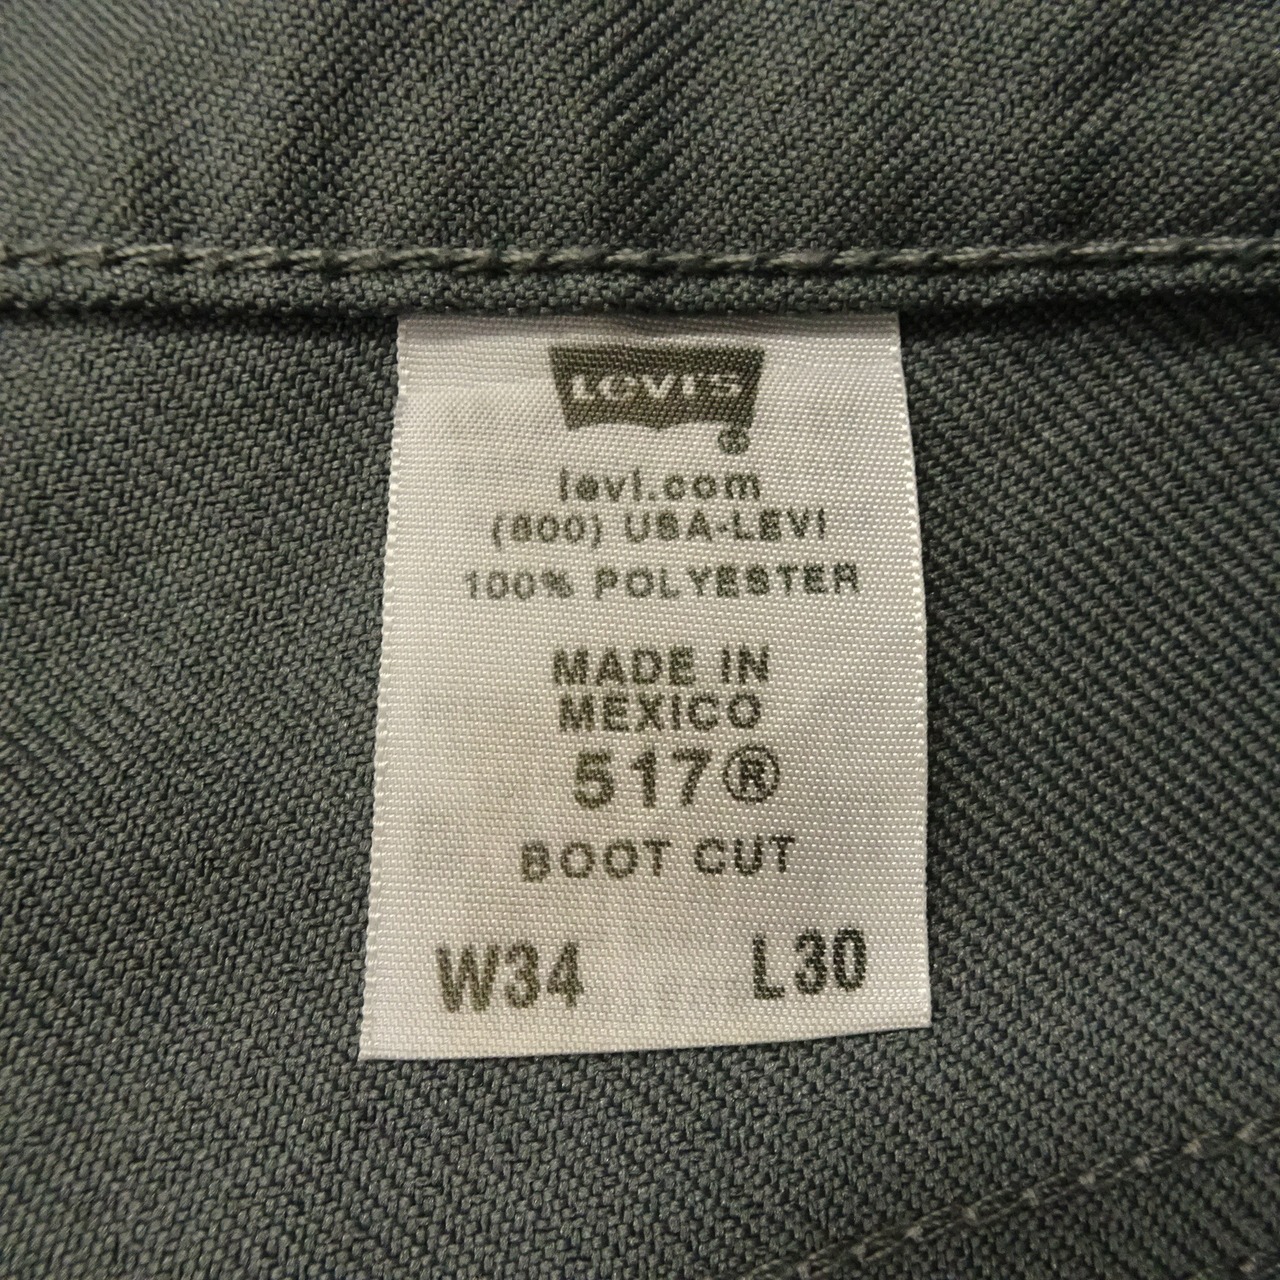 LEVI'S
®
levi.com
(800) USA-LEVI
100% POLYESTER
MADE IN
MEXICO
517®
BOOT CUT
W34 L30